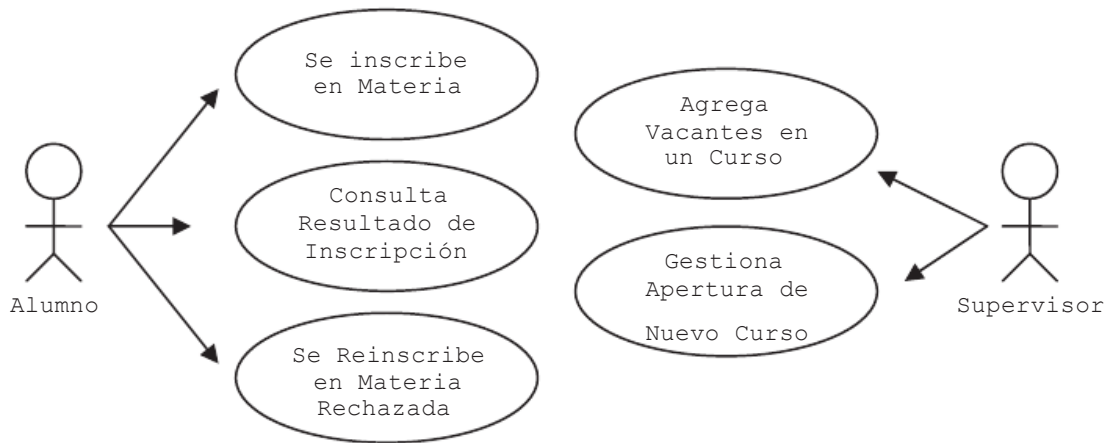 Se inscribe
en Materia
Agrega
Vacantes en
un Curso
Consulta
Resultado de
Inscripción
Gestiona
Apertura de
Nuevo Curso
Alumno
Supervisor
Se Reinscribe
en Materia
Rechazada